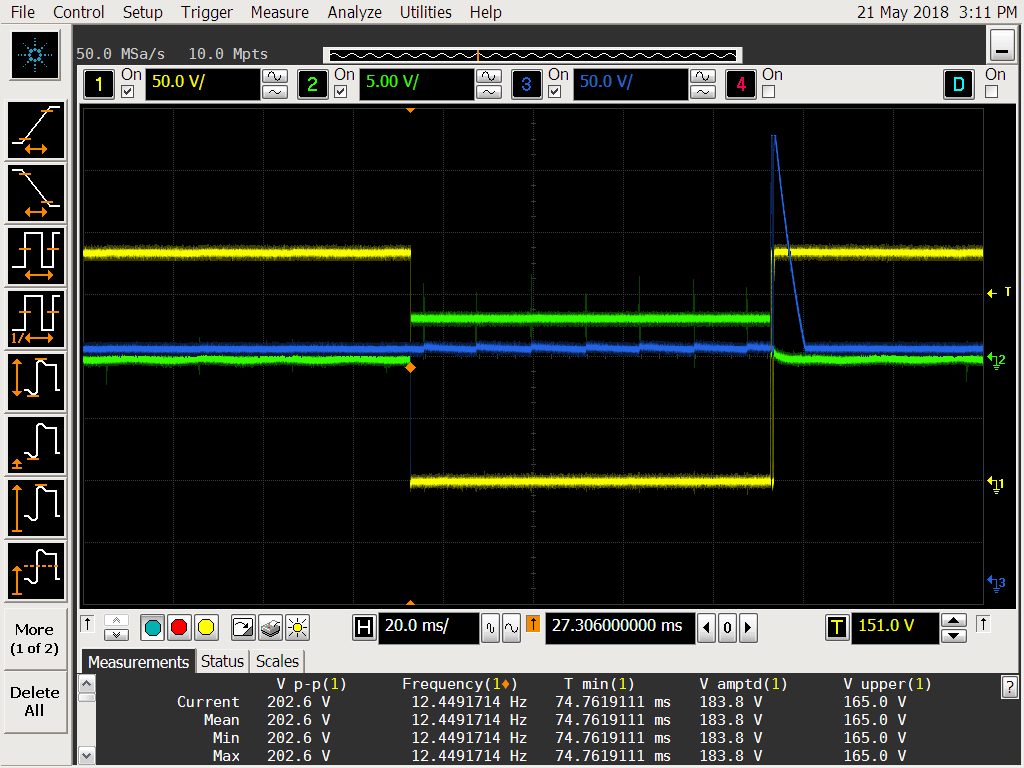 File Control Setup Trigger Measure Analyze Utilities Help 21 May 2018 3:11 PM
50.0 MSa/s 10.0 Mpts
1 On 50.0 V/ 2 On 5.00 V/ 3 On 50.0 V/ 4 On D On
T
2
1
3
1/
More
(1 of 2)
Delete
All
H 20.0 ms/ 27.306000000 ms 0 T 151.0 V
Measurements Status Scales
V p-p(1) Frequency(1♦) T min(1) V amptd(1) V upper(1)
Current 202.6 V 12.4491714 Hz 74.7619111 ms 183.8 V 165.0 V
Mean 202.6 V 12.4491714 Hz 74.7619111 ms 183.8 V 165.0 V
Min 202.6 V 12.4491714 Hz 74.7619111 ms 183.8 V 165.0 V
Max 202.6 V 12.4491714 Hz 74.7619111 ms 183.8 V 165.0 V
?